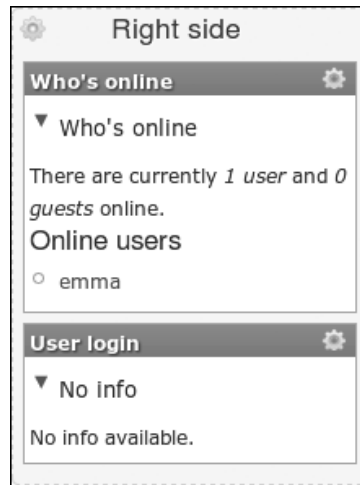 Right side
Who's online
Who's online
There are currently 1 user and 0
guests online.
Online users
emma
User login
No info
No info available.